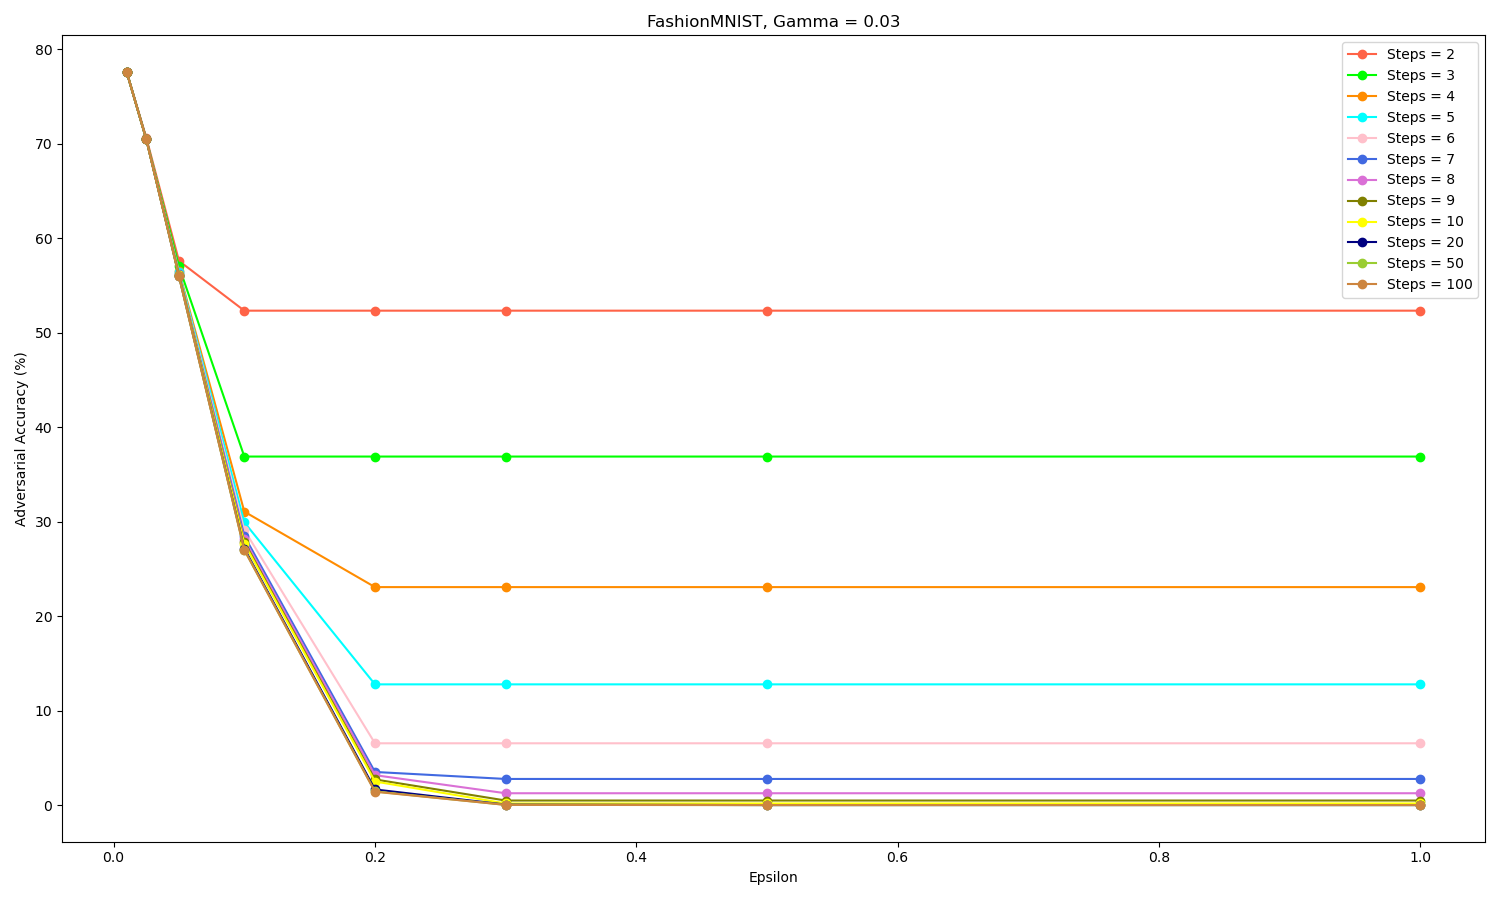 FashionMNIST, Gamma = 0.03
Adversarial Accuracy (%)
80
70
60
50
40
30
20
10
0
Steps = 2
Steps = 3
Steps = 4
Steps = 5
Steps = 6
Steps = 7
Steps = 8
Steps = 9
Steps = 10
Steps = 20
Steps = 50
Steps = 100
0.0 0.2 0.4 0.6 0.8 1.0
Epsilon